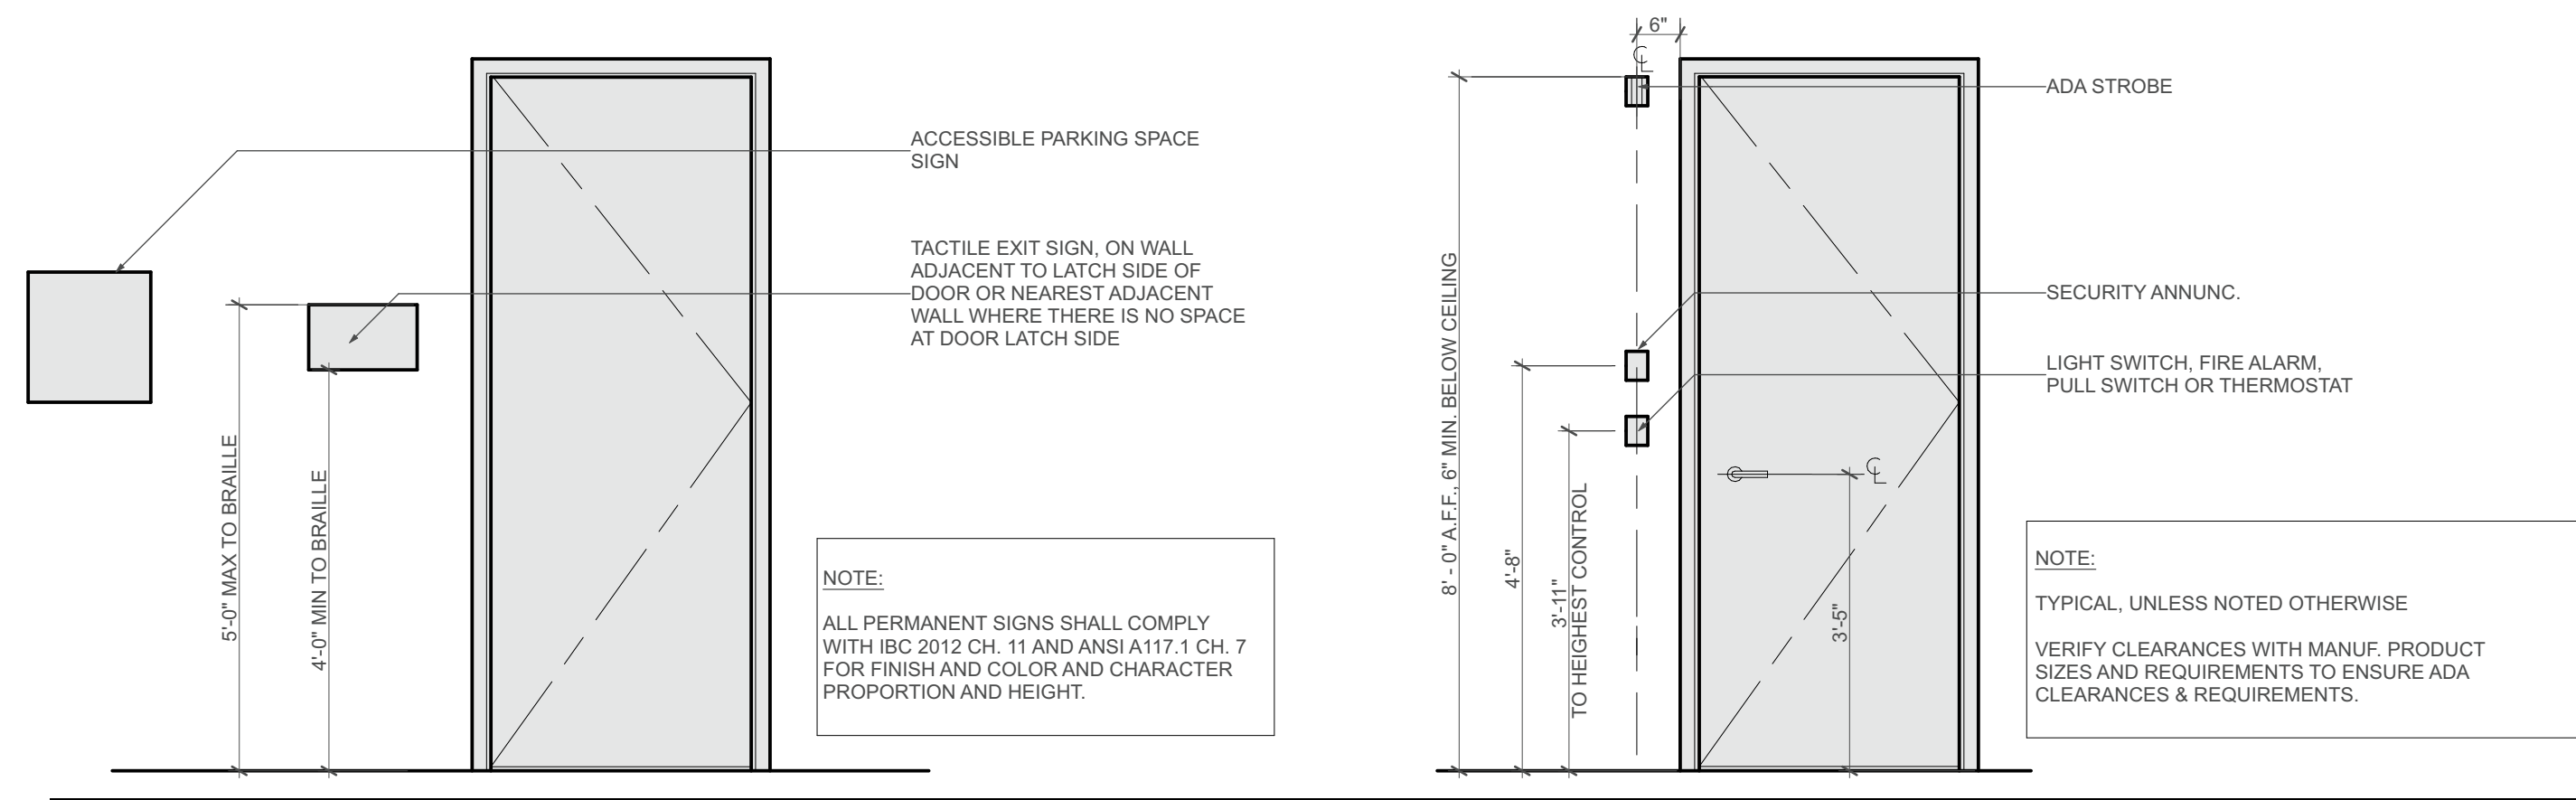 ACCESSIBLE PARKING SPACE
SIGN
TACTILE EXIT SIGN, ON WALL
ADJACENT TO LATCH SIDE OF
DOOR OR NEAREST ADJACENT
WALL WHERE THERE IS NO SPACE
AT DOOR LATCH SIDE
5'-0" MAX TO BRAILLE
4'-0" MIN TO BRAILLE
NOTE:
ALL PERMANENT SIGNS SHALL COMPLY
WITH IBC 2012 CH. 11 AND ANSI A117.1 CH. 7
FOR FINISH AND COLOR AND CHARACTER
PROPORTION AND HEIGHT.
6"
CL
ADA STROBE
SECURITY ANNUNC.
LIGHT SWITCH, FIRE ALARM,
PULL SWITCH OR THERMOSTAT
8' - 0" A.F.F., 6" MIN. BELOW CEILING
4'-8"
3'-11"
TO HIGHEST CONTROL
CL
3'-5"
NOTE:
TYPICAL, UNLESS NOTED OTHERWISE
VERIFY CLEARANCES WITH MANUF. PRODUCT
SIZES AND REQUIREMENTS TO ENSURE ADA
CLEARANCES & REQUIREMENTS.